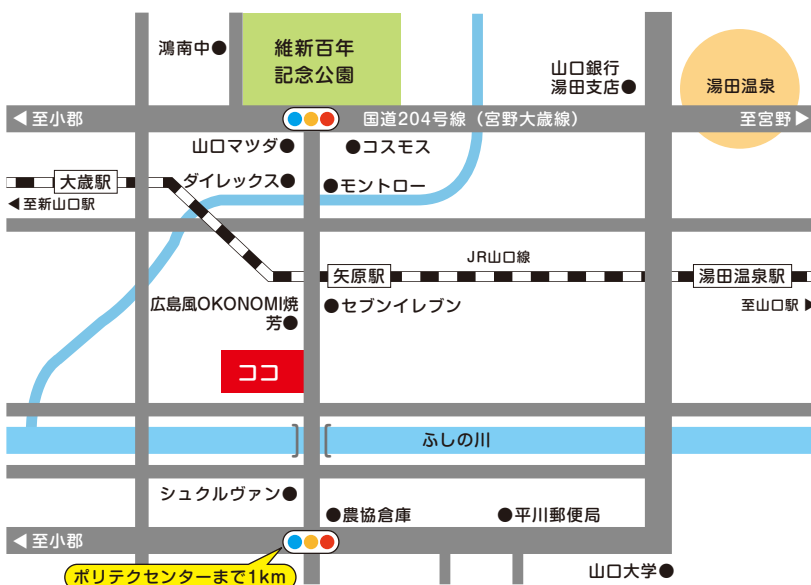 鴻南中
維新百年
記念公園
山口銀行
湯田支店
湯田温泉
至小郡
国道204号線（宮野大歳線）
至宮野
山口マツダ
コスモス
大歳駅
ダイレックス
モントロー
至新山口駅
JR山口線
矢原駅
湯田温泉駅
広島風OKONOMI焼
芳
セブンイレブン
至山口駅
ココ
ふしの川
シュクルヴァン
農協倉庫
平川郵便局
至小郡
ポリテクセンターまで1km
山口大学